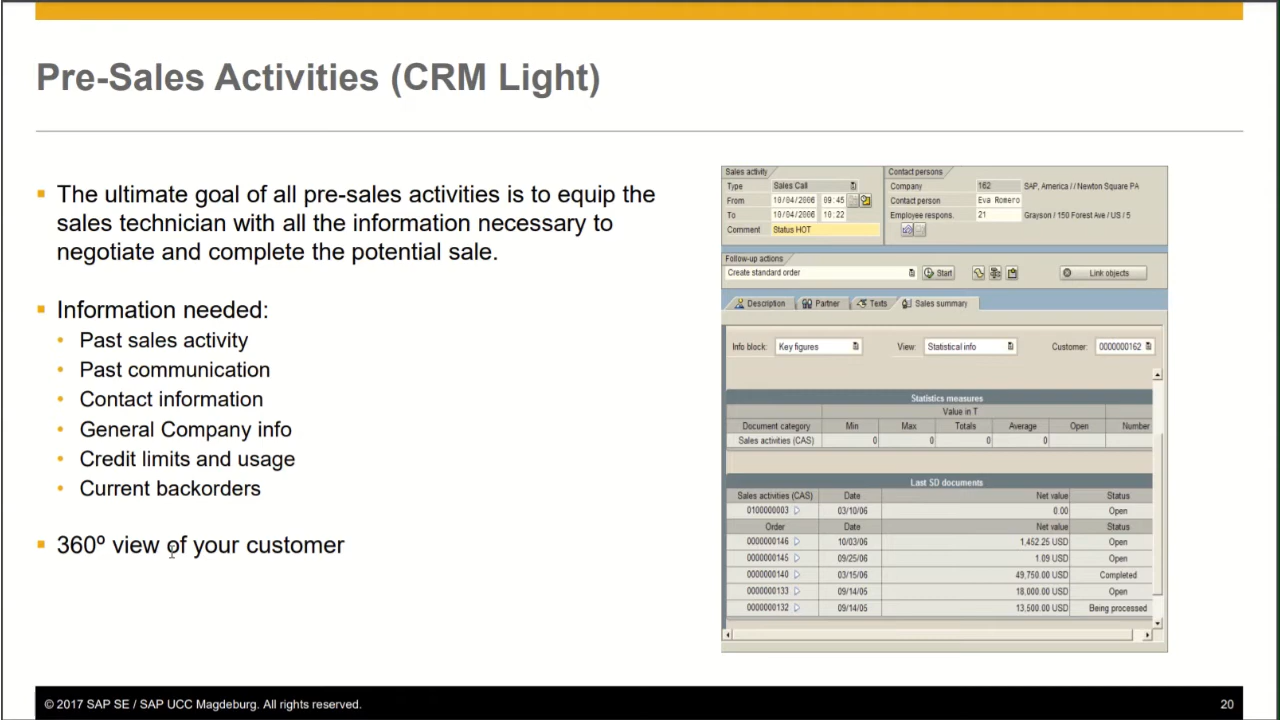 Pre-Sales Activities (CRM Light)
The ultimate goal of all pre-sales activities is to equip the
sales technician with all the information necessary to
negotiate and complete the potential sale.
Information needed:
Past sales activity
Past communication
Contact information
General Company info
Credit limits and usage
Current backorders
360º view of your customer
Sales activity
Type Sales Call
From 10/04/2006 09:45
To 10/04/2006 10:22
Comment Status HOT
Contact persons
Company 162 SAP, America / / Newton Square PA
Contact person Eva Romero
Employee respons. 21 Grayson / 150 Forest Ave / US / 5
Follow-up actions
Create standard order Start Link objects
Description Partner Texts Sales summary
Info block: Key figures View: Statistical info Customer: 0000000162
Statistics measures
Value in T
Document category Min Max Totals Average Open Number
Sales activities (CAS) 0 0 0 0
Last SD documents
Sales activities (CAS) Date Net value Status
0100000003 03/10/06 0.00 Open
Order Date Net value Status
0000000146 10/03/06 1,452.25 USD Open
0000000145 09/25/06 1.09 USD Open
0000000140 03/15/06 49,750.00 USD Completed
0000000133 09/14/05 18,000.00 USD Open
0000000132 09/14/05 13,500.00 USD Being processed
© 2017 SAP SE / SAP UCC Magdeburg. All rights reserved.
20